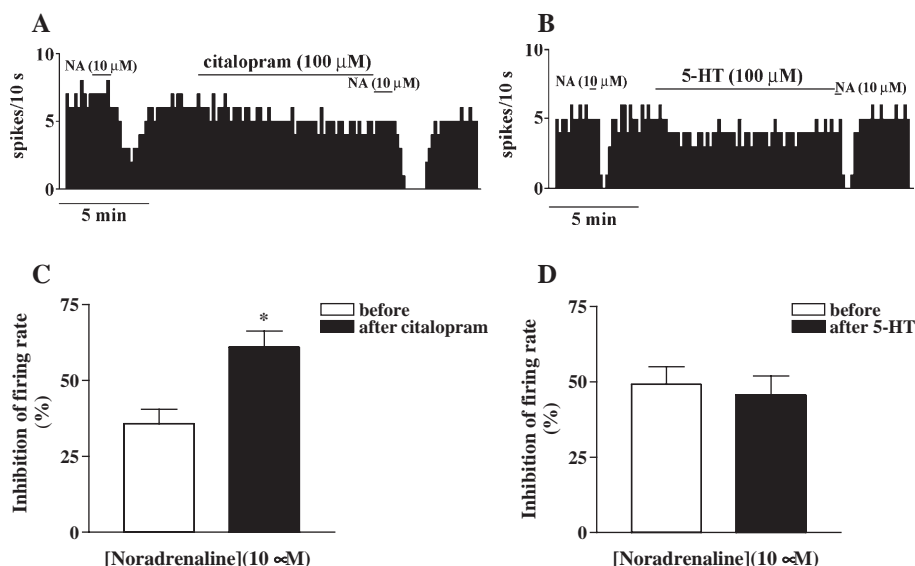 A
10
NA (10 μM)
citalopram (100 μM)
NA (10 μM)
spikes/10 s
5
0
5 min
B
10
NA (10 μM)
5-HT (100 μM)
NA (10 μM)
spikes/10 s
5
0
5 min
C
before
after citalopram
75
*
50
25
0
Inhibition of firing rate
(%)
[Noradrenaline](10 ∝M)
D
before
after 5-HT
75
50
25
0
Inhibition of firing rate
(%)
[Noradrenaline](10 ∝M)